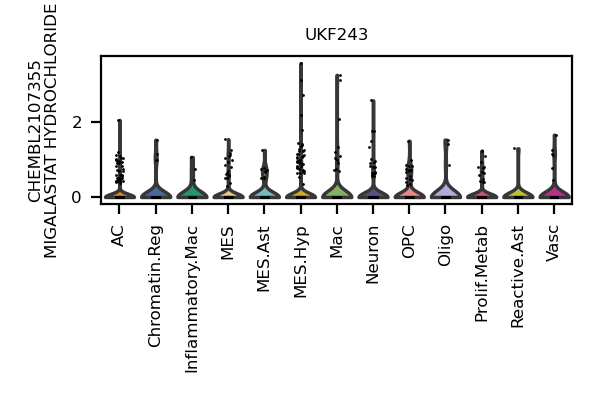 UKF243
CHEMBL2107355
MIGALASTAT HYDROCHLORIDE
2
0
AC
Chromatin.Reg
Inflammatory.Mac
MES
MES.Ast
MES.Hyp
Mac
Neuron
OPC
Oligo
Prolif.Metab
Reactive.Ast
Vasc